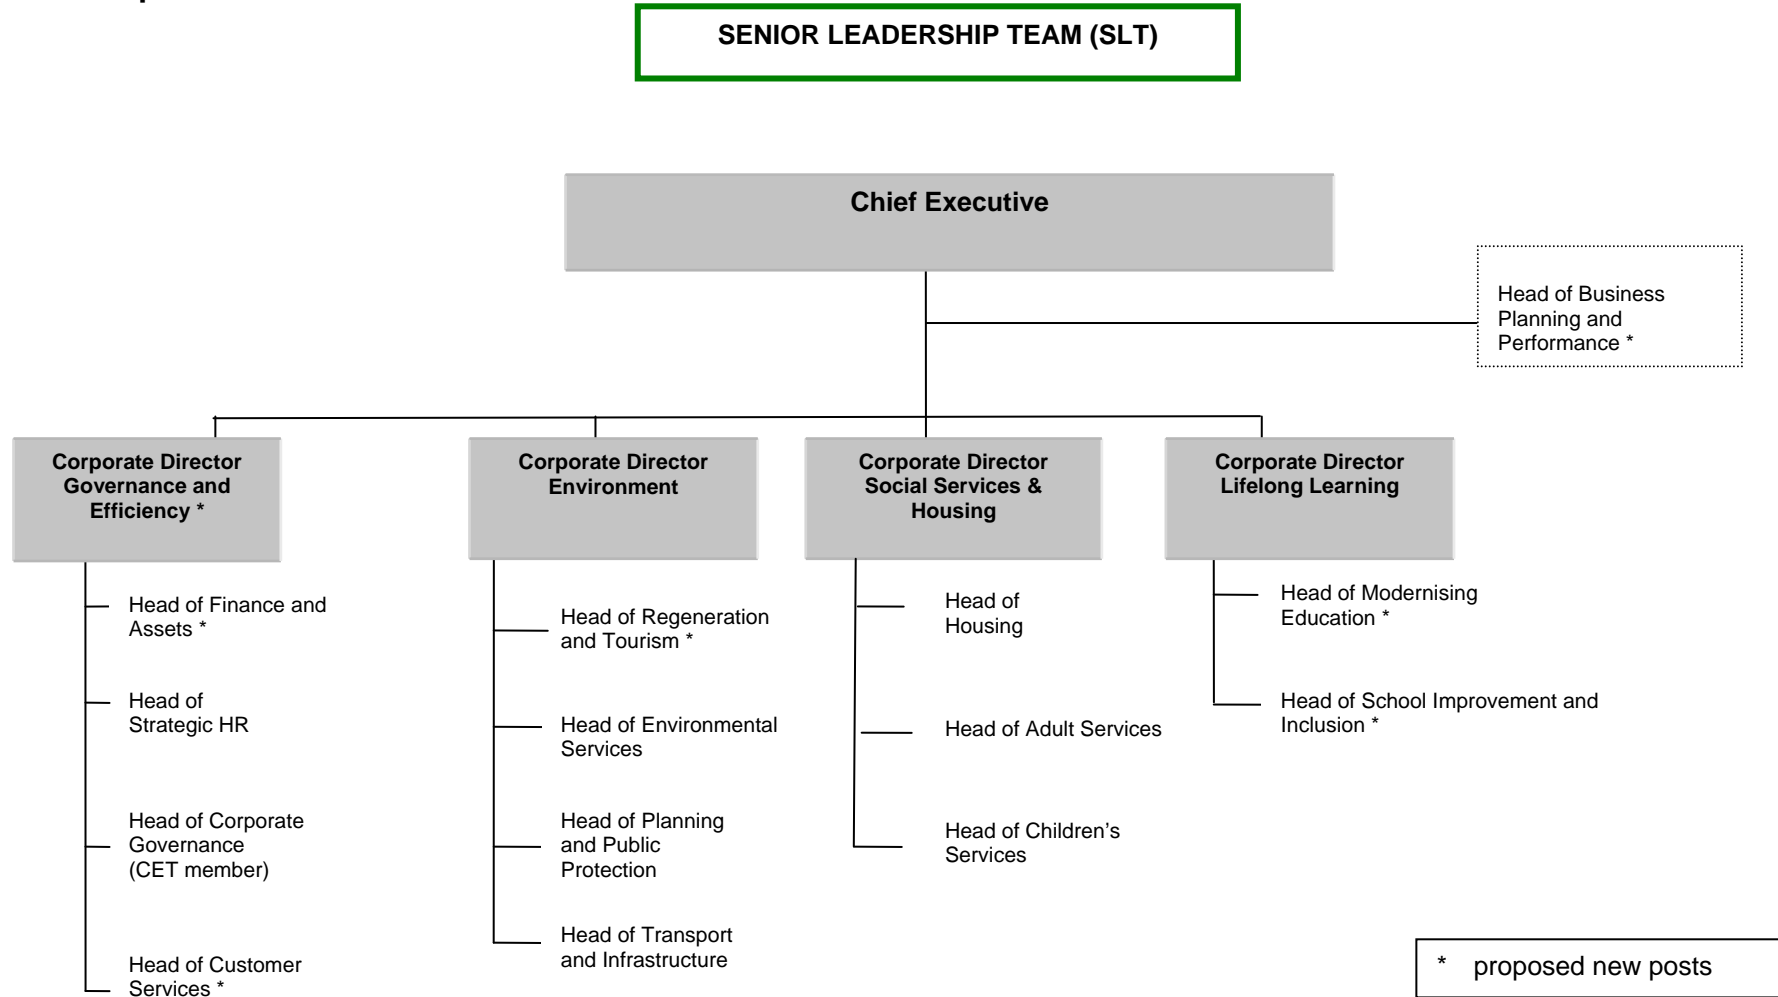 SENIOR LEADERSHIP TEAM (SLT)
Chief Executive
Head of Business
Planning and
Performance *
Corporate Director
Governance and
Efficiency *
Corporate Director
Environment
Corporate Director
Social Services &
Housing
Corporate Director
Lifelong Learning
Head of Finance and
Assets *
Head of
Strategic HR
Head of Corporate
Governance
(CET member)
Head of Customer
Services *
Head of Regeneration
and Tourism *
Head of Environmental
Services
Head of Planning
and Public
Protection
Head of Transport
and Infrastructure
Head of
Housing
Head of Adult Services
Head of Children’s
Services
Head of Modernising
Education *
Head of School Improvement and
Inclusion *
* proposed new posts